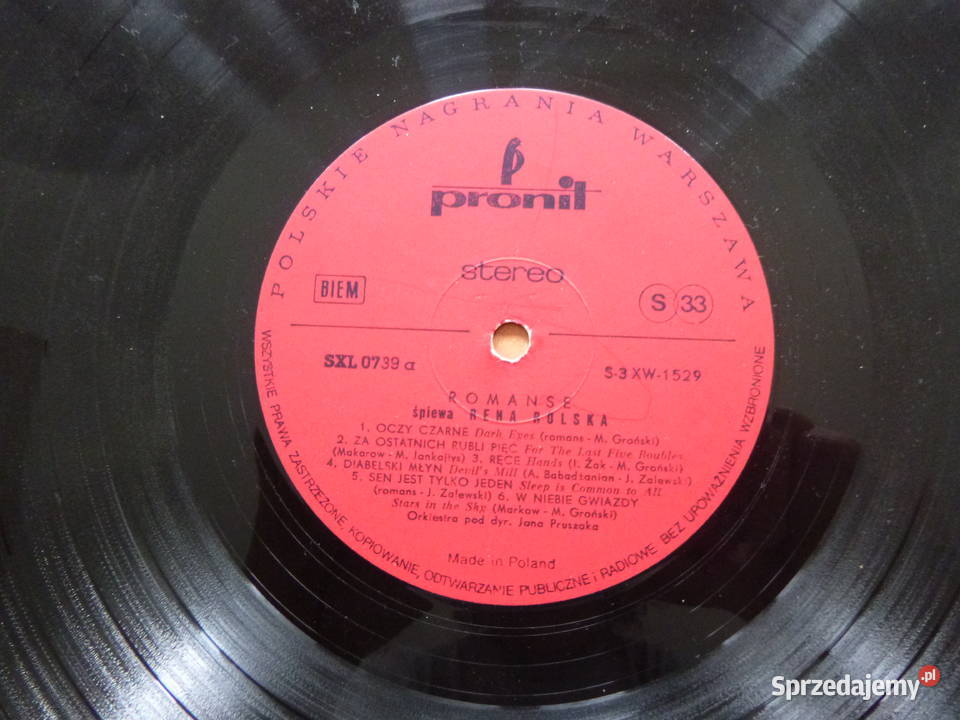 POLSKIE NAGRANIA WARSZAWA
pronit
stereo
BIEM
S 33
SXL 0739 a
S-3 XW-1529
ROMANSE
śpiewa RENA ROLSKA
1. OCZY CZARNE Dark Eyes (romans - M. Groński)
2. ZA OSTATNICH RUBLI PIĘC For The Last Five Roubles
(Makarow - M. Jankajtys) 3. RĘCE Hands (I. Żak - M. Groński)
4. DIABELSKI MŁYN Devil's Mill (A. Babadżanian - J. Zalewski)
5. SEN JEST TYLKO JEDEN Sleep is Common to All
(romans - J. Zalewski) 6. W NIEBIE GWIAZDY
Stars in the Sky (Markow - M. Groński)
Orkiestra pod dyr. Jana Pruszaka
Made in Poland
WSZYSTKIE PRAWA ZASTRZEŻONE, KOPIOWANIE, ODTWARZANIE PUBLICZNE i RADIOWE BEZ UPOWAŻNIENIA WZBRONIONE
Sprzedajemy.pl